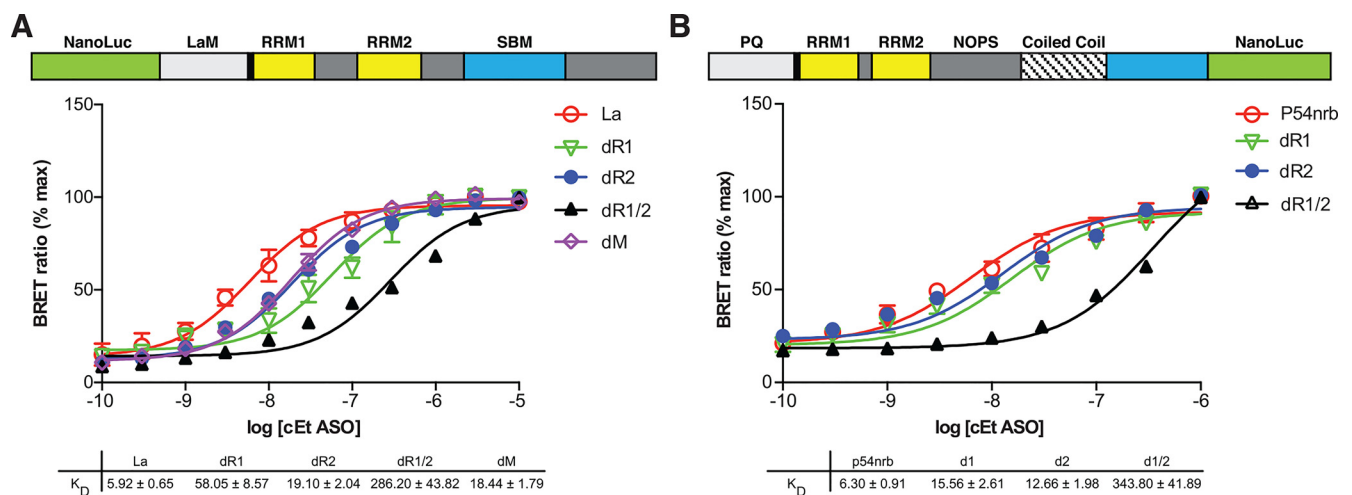 A
NanoLuc LaM RRM1 RRM2 SBM
150
100
50
0
BRET ratio (% max)
-10 -9 -8 -7 -6 -5
log [cEt ASO]
La
dR1
dR2
dR1/2
dM
La dR1 dR2 dR1/2 dM
KD 5.92 ± 0.65 58.05 ± 8.57 19.10 ± 2.04 286.20 ± 43.82 18.44 ± 1.79
B
PQ RRM1 RRM2 NOPS Coiled Coil NanoLuc
150
100
50
0
BRET ratio (% max)
-10 -9 -8 -7 -6
log [cEt ASO]
P54nrb
dR1
dR2
dR1/2
p54nrb d1 d2 d1/2
KD 6.30 ± 0.91 15.56 ± 2.61 12.66 ± 1.98 343.80 ± 41.89